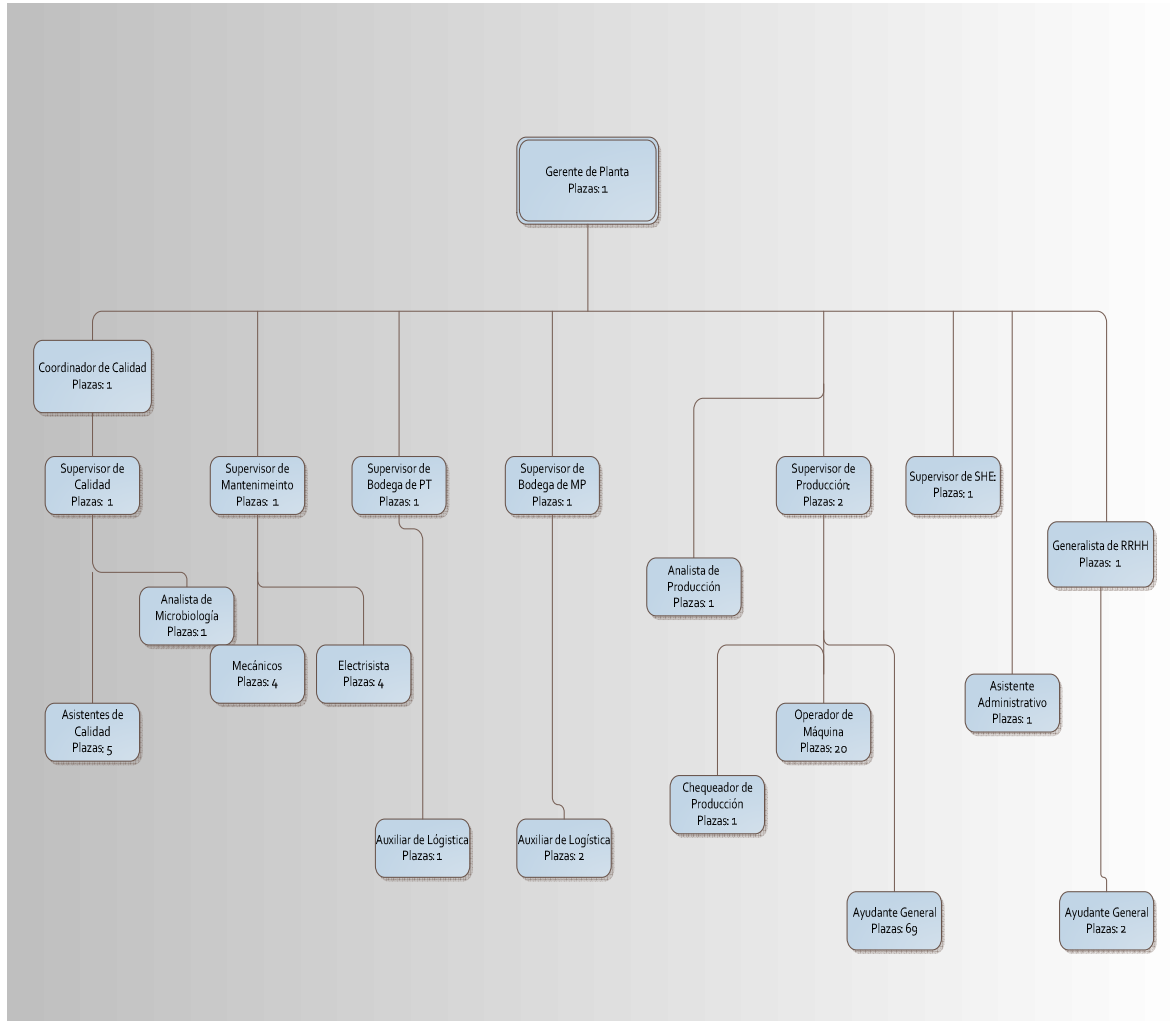 Gerente de Planta
Plazas: 1
Coordinador de Calidad
Plazas: 1
Supervisor de
Calidad
Plazas: 1
Supervisor de
Mantenimeinto
Plazas: 1
Supervisor de
Bodega de PT
Plazas: 1
Supervisor de
Bodega de MP
Plazas: 1
Supervisor de
Producción:
Plazas: 2
Supervisor de SHE:
Plazas; 1
Generalista de RRHH
Plazas: 1
Analista de
Producción
Plazas: 1
Analista de
Microbiología
Plazas: 1
Mecánicos
Plazas: 4
Electrisista
Plazas: 4
Asistente
Administrativo
Plazas: 1
Asistentes de
Calidad
Plazas; 5
Operador de
Máquina
Plazas; 20
Chequeador de
Producción
Plazas: 1
Auxiliar de Lógistica
Plazas: 1
Auxiliar de Logística
Plazas: 2
Ayudante General
Plazas: 69
Ayudante General
Plazas: 2